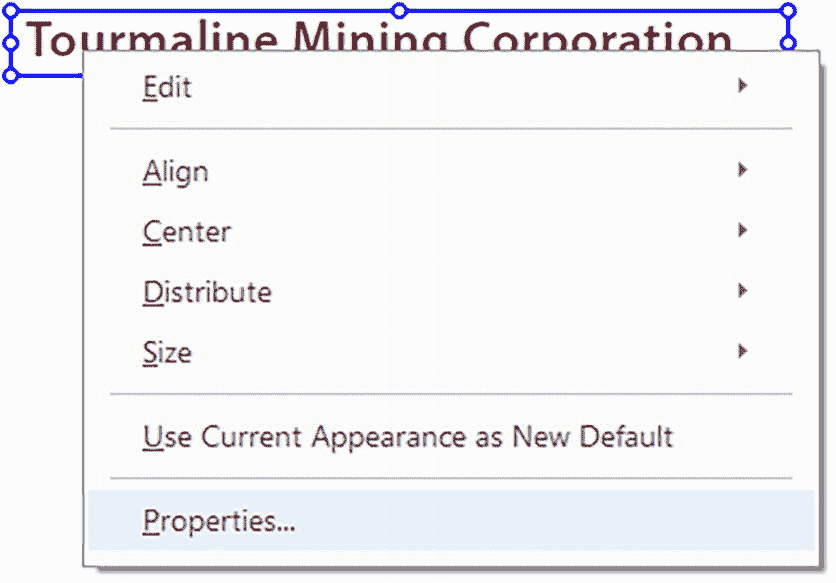 Tourmaline Mining Corporation
Edit
Align
Center
Distribute
Size
Use Current Appearance as New Default
Properties...